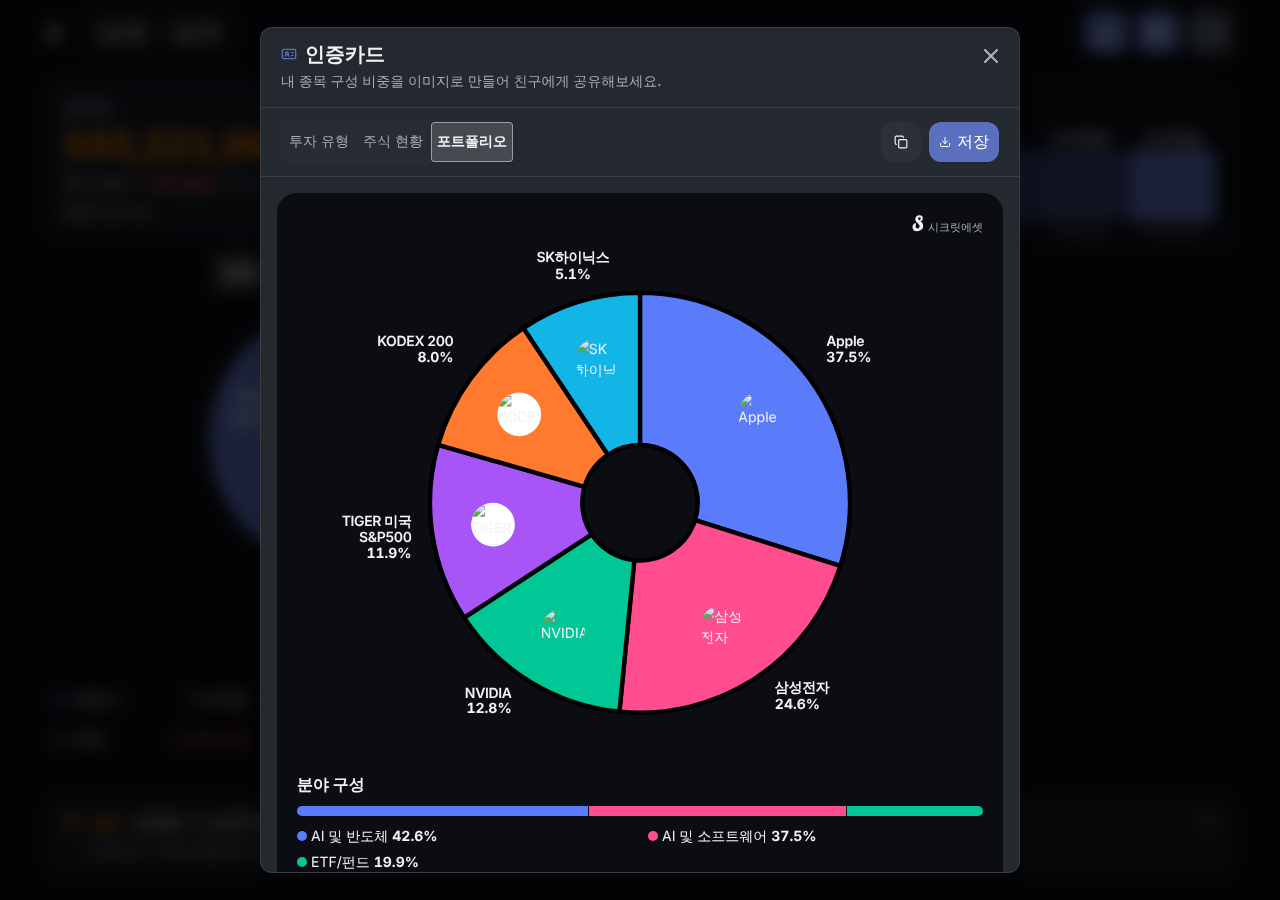 인증카드
내 종목 구성 비중을 이미지로 만들어 친구에게 공유해보세요.
투자 유형
주식 현황
포트폴리오
저장
시크릿에셋
SK하이닉스
5.1%
KODEX 200
8.0%
Apple
37.5%
SK
하이닉
Apple
KODEX
TIGER
TIGER 미국
S&P500
11.9%
NVIDIA
삼성
전자
NVIDIA
12.8%
삼성전자
24.6%
분야 구성
AI 및 반도체 42.6%
AI 및 소프트웨어 37.5%
ETF/펀드 19.9%